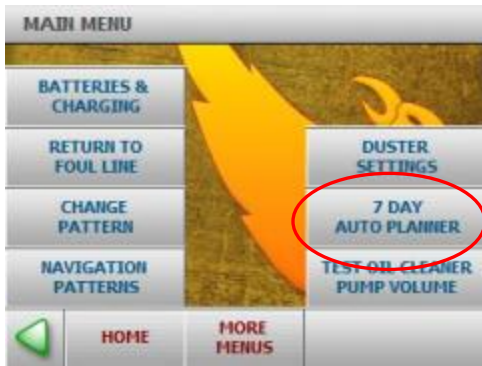 MAIN MENU
BATTERIES &
CHARGING
RETURN TO
FOUL LINE
CHANGE
PATTERN
NAVIGATION
PATTERNS
DUSTER
SETTINGS
7 DAY
AUTO PLANNER
TEST OIL CLEANER
PUMP VOLUME
HOME
MORE
MENUS